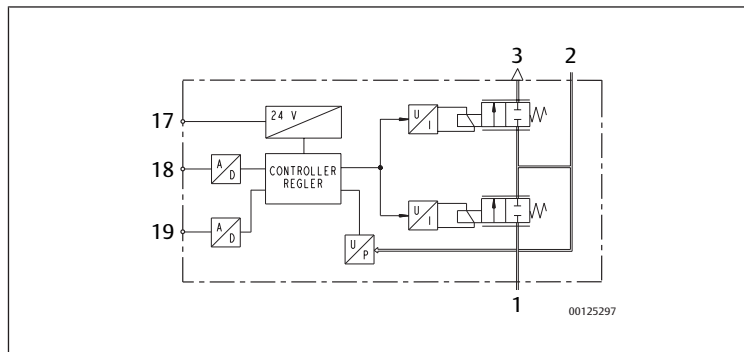 3 2
17 24 V U
I
18 A
D CONTROLLER
REGLER
19 A
D U
I
U
P
1
00125297